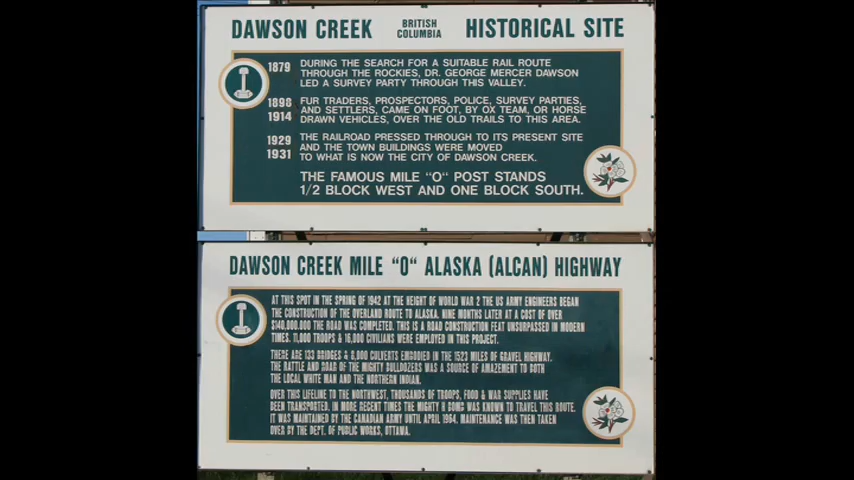 DAWSON CREEK BRITISH COLUMBIA HISTORICAL SITE
1879 DURING THE SEARCH FOR A SUITABLE RAIL ROUTE
THROUGH THE ROCKIES, DR. GEORGE MERCER DAWSON
LED A SURVEY PARTY THROUGH THIS VALLEY.
1898 FUR TRADERS, PROSPECTORS, POLICE, SURVEY PARTIES,
AND SETTLERS, CAME ON FOOT, BY OX TEAM, OR HORSE
1914 DRAWN VEHICLES, OVER THE OLD TRAILS TO THIS AREA.
1929 THE RAILROAD PRESSED THROUGH TO ITS PRESENT SITE
AND THE TOWN BUILDINGS WERE MOVED
1931 TO WHAT IS NOW THE CITY OF DAWSON CREEK.
THE FAMOUS MILE "O" POST STANDS
1/2 BLOCK WEST AND ONE BLOCK SOUTH.
DAWSON CREEK MILE "O" ALASKA (ALCAN) HIGHWAY
AT THIS SPOT IN THE SPRING OF 1942 AT THE HEIGHT OF WORLD WAR 2 THE US ARMY ENGINEERS BEGAN
THE CONSTRUCTION OF THE OVERLAND ROUTE TO ALASKA. NINE MONTHS LATER AT A COST OF OVER
$140,000.000 THE ROAD WAS COMPLETED. THIS IS A ROAD CONSTRUCTION FEAT UNSURPASSED IN MODERN
TIMES. 11,000 TROOPS & 16,000 CIVILIANS WERE EMPLOYED IN THIS PROJECT.
THERE ARE 133 BRIDGES & 8,000 CULVERTS EMBODIED IN THE 1523 MILES OF GRAVEL HIGHWAY.
THE RATTLE AND ROAR OF THE MIGHTY BULLDOZERS WAS A SOURCE OF AMAZEMENT TO BOTH
THE LOCAL WHITE MAN AND THE NORTHERN INDIAN.
OVER THIS LIFELINE TO THE NORTHWEST, THOUSANDS OF TROOPS, FOOD & WAR SUPPLIES HAVE
BEEN TRANSPORTED. IN MORE RECENT TIMES THE MIGHTY H BOMB WAS KNOWN TO TRAVEL THIS ROUTE.
IT WAS MAINTAINED BY THE CANADIAN ARMY UNTIL APRIL 1964. MAINTENANCE WAS THEN TAKEN
OVER BY THE DEPT. OF PUBLIC WORKS, OTTAWA.